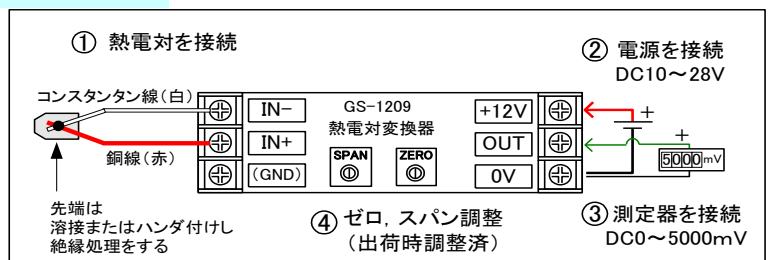 ① 熱電対を接続
コンスタンタン線(白)
銅線(赤)
先端は
溶接またはハンダ付けし
絶縁処理をする
IN-
IN+
(GND)
GS-1209
熱電対変換器
SPAN
ZERO
+12V
OUT
0V
④ ゼロ, スパン調整
(出荷時調整済)
② 電源を接続
DC10～28V
+
+
5000mV
③ 測定器を接続
DC0～5000mV